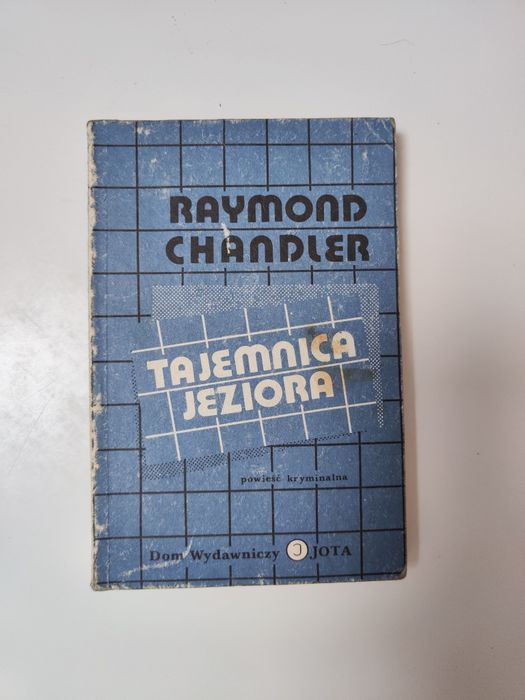 RAYMOND
CHANDLER
TAJEMNICA
JEZIORA
powieść kryminalna
Dom Wydawniczy J JOTA